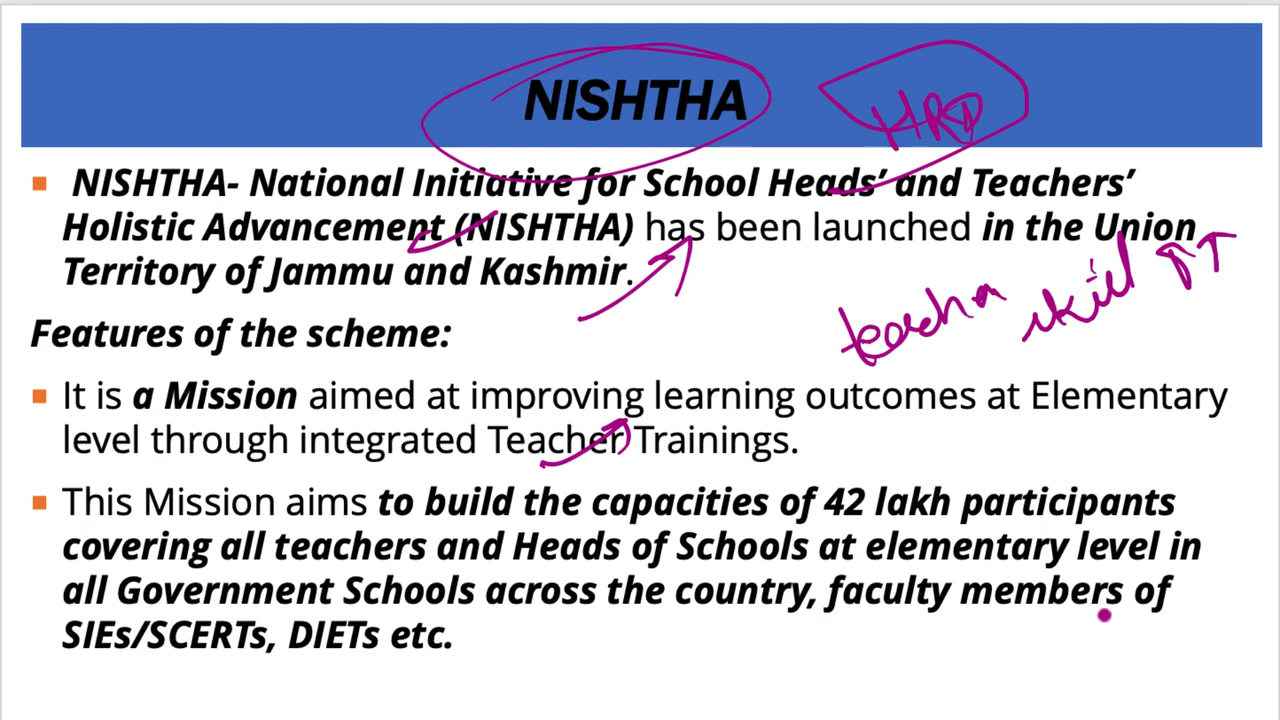 NISHTHA
HRD
NISHTHA- National Initiative for School Heads’ and Teachers’
Holistic Advancement (NISHTHA) has been launched in the Union
Territory of Jammu and Kashmir.
skill
Features of the scheme:
It is a Mission aimed at improving learning outcomes at Elementary
level through integrated Teacher Trainings.
This Mission aims to build the capacities of 42 lakh participants
covering all teachers and Heads of Schools at elementary level in
all Government Schools across the country, faculty members of
SIEs/SCERTs, DIETs etc.